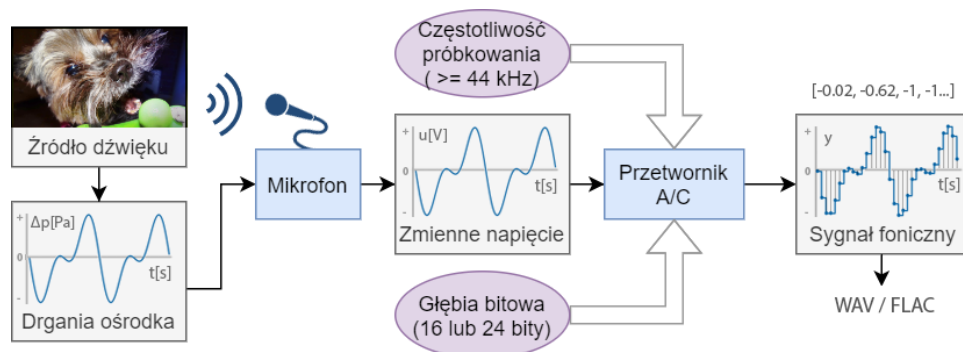 Źródło dźwięku
+
Δp[Pa]
0
t[s]
-
Drgania ośrodka
Mikrofon
+
u[V]
0
t[s]
-
Zmienne napięcie
Częstotliwość
próbkowania
( >= 44 kHz)
Przetwornik
A/C
Głębia bitowa
(16 lub 24 bity)
[-0.02, -0.62, -1, -1...]
+
y
0
t[s]
-
Sygnał foniczny
WAV / FLAC